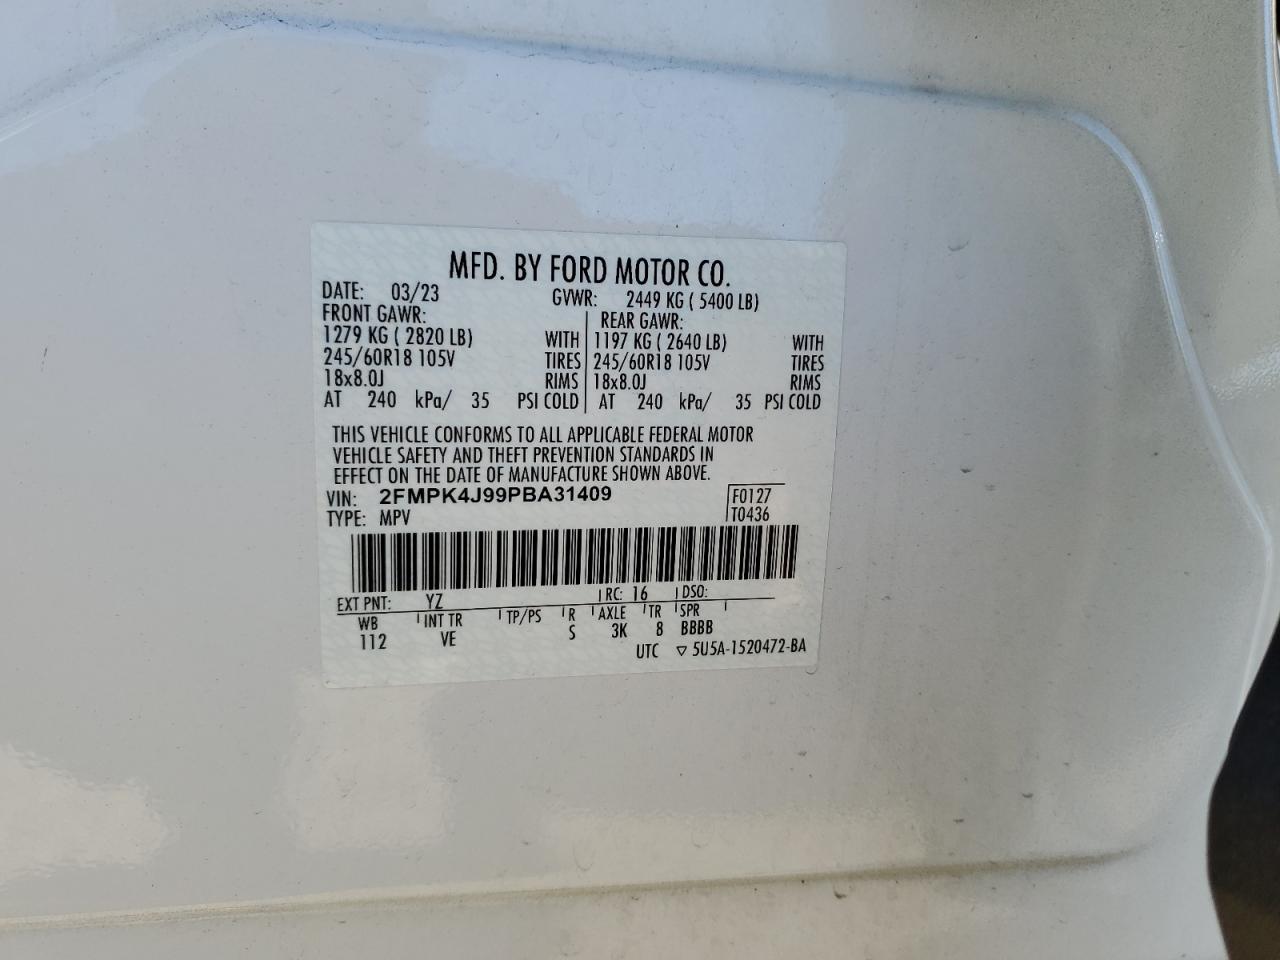 MFD. BY FORD MOTOR CO.
DATE: 03/23 GVWR: 2449 KG ( 5400 LB)
FRONT GAWR: REAR GAWR:
1279 KG ( 2820 LB) WITH 1197 KG ( 2640 LB) WITH
245/60R18 105V TIRES 245/60R18 105V TIRES
18x8.0J RIMS 18x8.0J RIMS
AT 240 kPa/ 35 PSI COLD AT 240 kPa/ 35 PSI COLD
THIS VEHICLE CONFORMS TO ALL APPLICABLE FEDERAL MOTOR
VEHICLE SAFETY AND THEFT PREVENTION STANDARDS IN
EFFECT ON THE DATE OF MANUFACTURE SHOWN ABOVE.
VIN: 2FMPK4J99PBA31409 F0127
TYPE: MPV T0436
EXT PNT: YZ RC: 16 DSO:
WB INT TR TP/PS R AXLE TR SPR
112 VE S 3K 8 BBBB
UTC ▽ 5U5A-1520472-BA